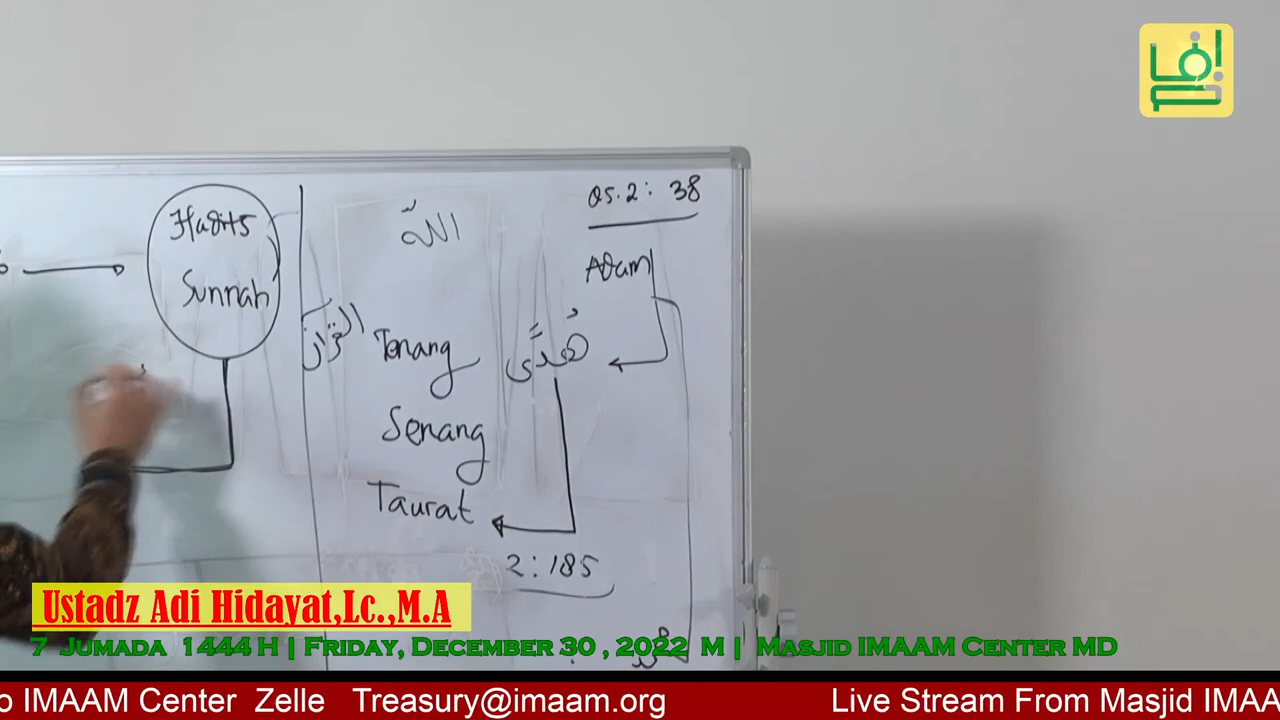 Hadits
Sunnah
الله
القرآن
Tenang
Senang
Taurat
QS. 2 : 38
Adam
هُدًى
2 : 185
Ustadz Adi Hidayat,Lc.,M.A
7 Jumada 1444 H | Friday, December 30 , 2022 M | Masjid IMAAM Center MD
o IMAAM Center Zelle Treasury@imaam.org Live Stream From Masjid IMAA